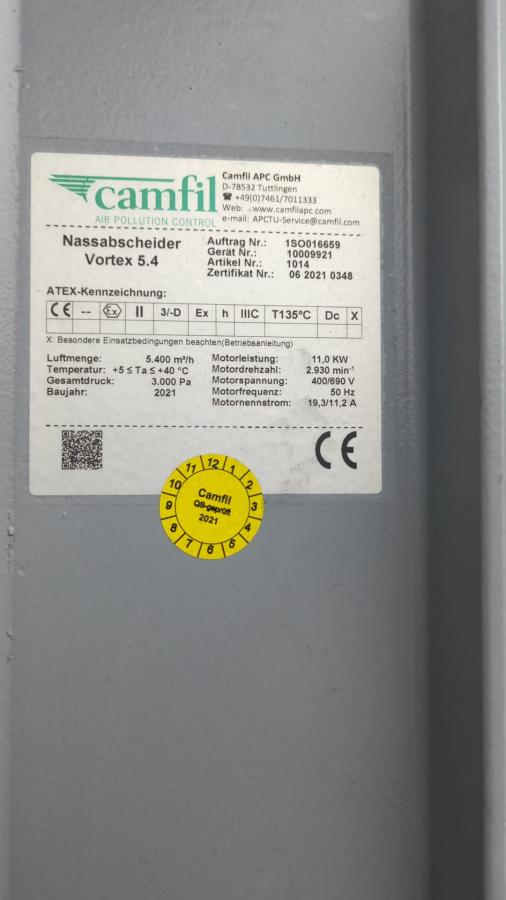 camfil
AIR POLLUTION CONTROL
Camfil APC GmbH
D-78532 Tuttlingen
☎ +49(0)7461/7011333
Web: www.camfilapc.com
e-mail: APCTU-Service@camfil.com
Nassabscheider
Vortex 5.4
Auftrag Nr.: 1SO016659
Gerät Nr.: 10009921
Artikel Nr.: 1014
Zertifikat Nr.: 06 2021 0348
ATEX-Kennzeichnung:
CE -- Ex II 3/-D Ex h IIIC T135°C Dc X
X: Besondere Einsatzbedingungen beachten(Betriebsanleitung)
Luftmenge: 5.400 m³/h
Temperatur: +5 ≤ Ta ≤ +40 °C
Gesamtdruck: 3.000 Pa
Baujahr: 2021
Motorleistung: 11,0 KW
Motordrehzahl: 2.930 min⁻¹
Motorspannung: 400/690 V
Motorfrequenz: 50 Hz
Motornennstrom: 19,3/11,2 A
CE
12 1 2 3 4 5 6 7 8 9 10 11
Camfil
QS-geprüft
2021